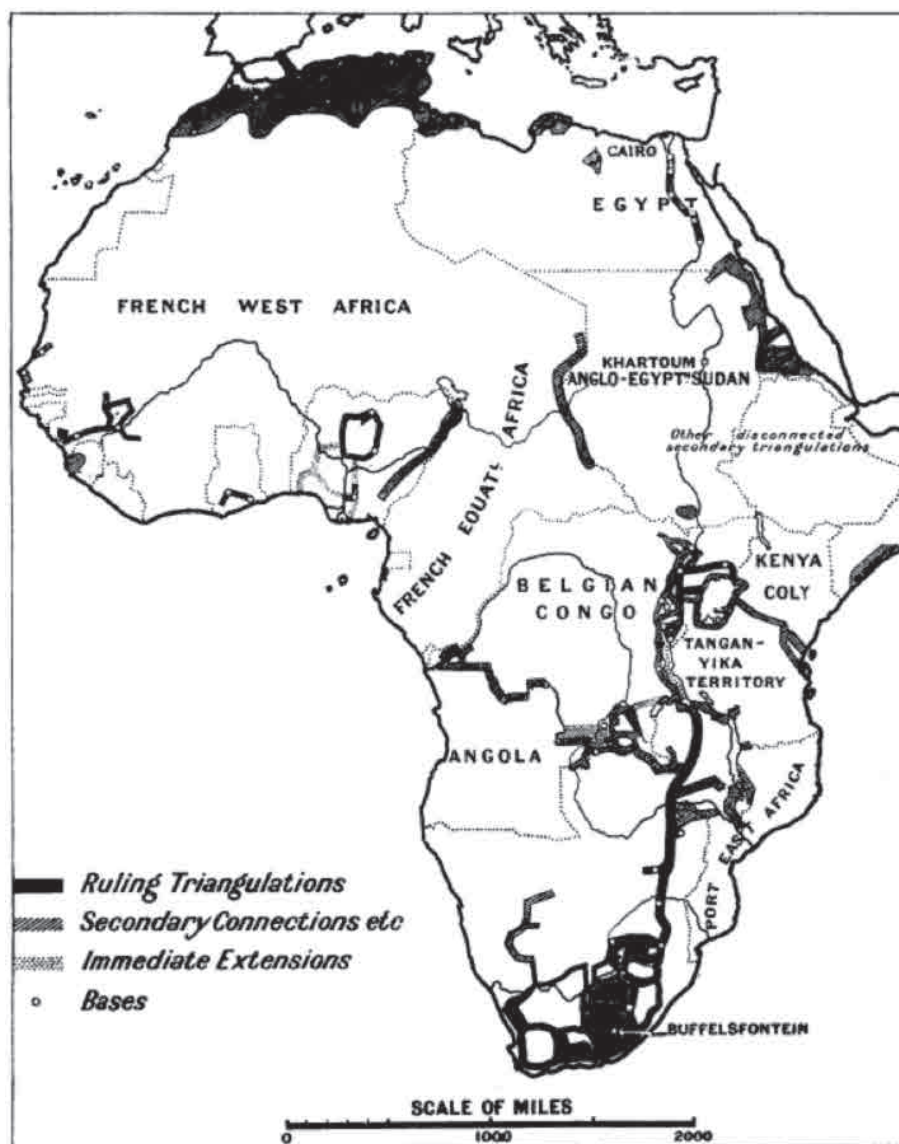 CAIRO
EGYPT
FRENCH WEST AFRICA
KHARTOUM
ANGLO-EGYPTN SUDAN
Other disconnected
secondary triangulations
FRENCH EQUATL AFRICA
KENYA
COLY
BELGIAN
CONGO
TANGAN-
YIKA
TERRITORY
ANGOLA
PORT EAST AFRICA
Ruling Triangulations
Secondary Connections etc
Immediate Extensions
Bases
BUFFELSFONTEIN
SCALE OF MILES
0 1000 2000